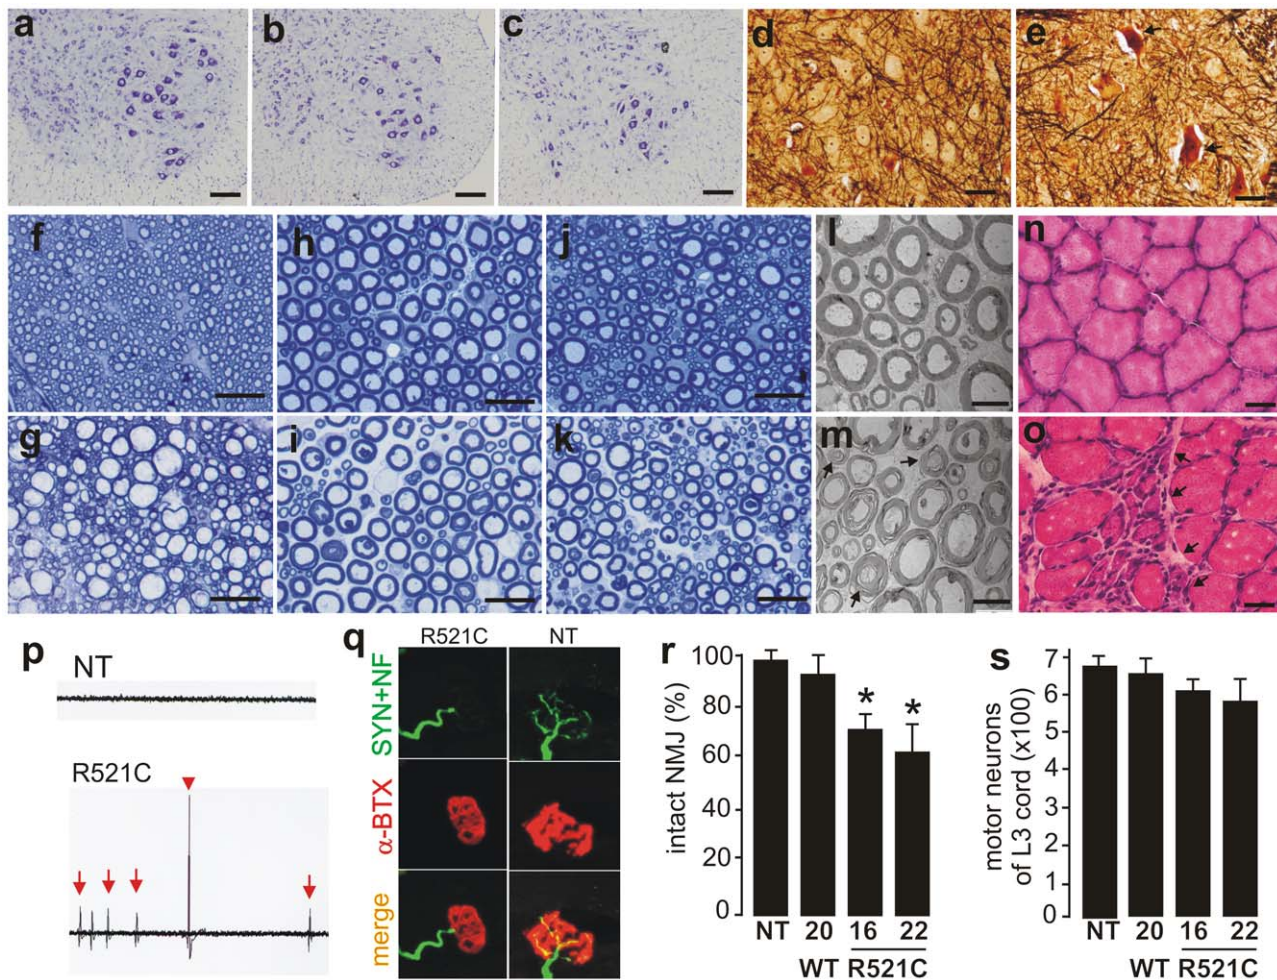 a b c d e
f h j l n
g i k m o
p
NT
R521C
q
R521C NT
SYN+NF
α-BTX
merge
r
intact NMJ (%)
100
80
60
40
20
0
* *
NT 20 16 22
WT R521C
s
motor neurons
of L3 cord (x100)
7
6
5
4
3
2
1
0
NT 20 16 22
WT R521C